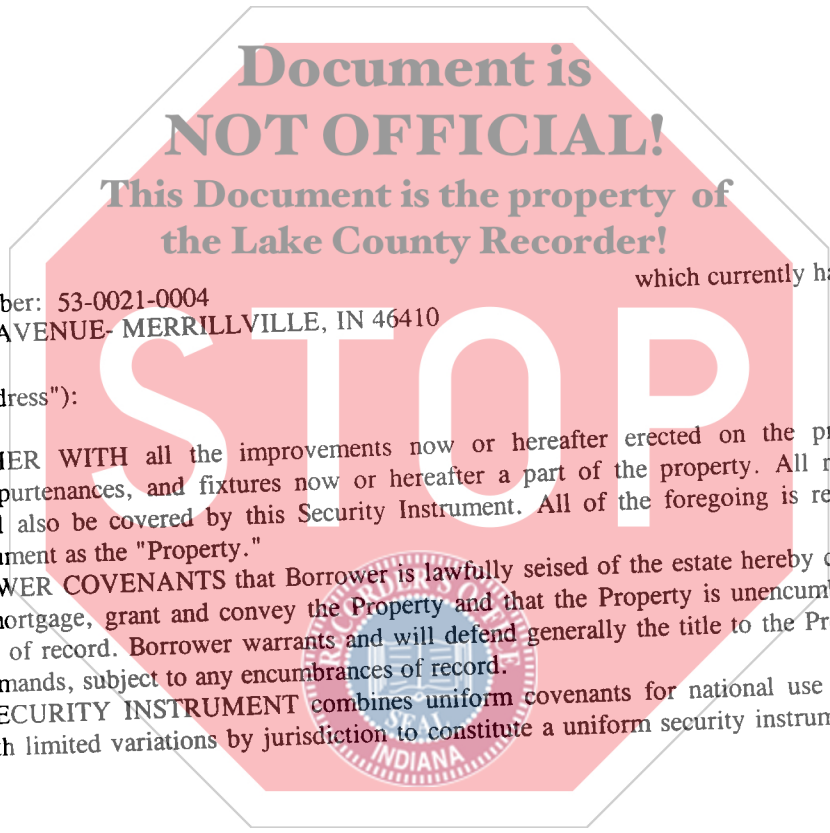 Document is
NOT OFFICIAL!
This Document is the property of
the Lake County Recorder!
which currently ha
ber: 53-0021-0004
AVENUE- MERRILLVILLE, IN 46410
STOP
dress"):
IER WITH all the improvements now or hereafter erected on the pr
purtenances, and fixtures now or hereafter a part of the property. All r
l also be covered by this Security Instrument. All of the foregoing is re
ument as the "Property."
WER COVENANTS that Borrower is lawfully seised of the estate hereby c
ortgage, grant and convey the Property and that the Property is unencum
of record. Borrower warrants and will defend generally the title to the Pr
mands, subject to any encumbrances of record.
ECURITY INSTRUMENT combines uniform covenants for national use
h limited variations by jurisdiction to constitute a uniform security instrum
RECORDER'S OFFICE
SEAL
INDIANA